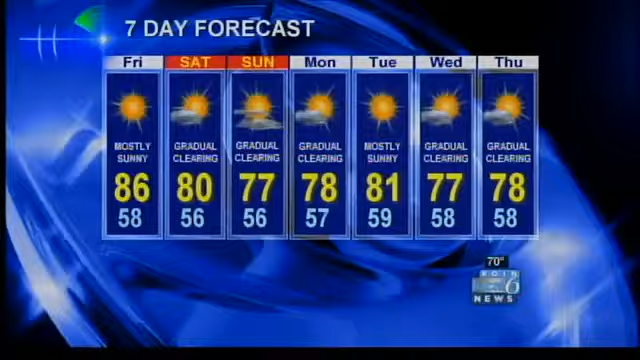 7 DAY FORECAST
Fri SAT SUN Mon Tue Wed Thu
MOSTLY SUNNY GRADUAL CLEARING GRADUAL CLEARING GRADUAL CLEARING MOSTLY SUNNY GRADUAL CLEARING GRADUAL CLEARING
86 80 77 78 81 77 78
58 56 56 57 59 58 58
70°
KOIN
6
NEWS